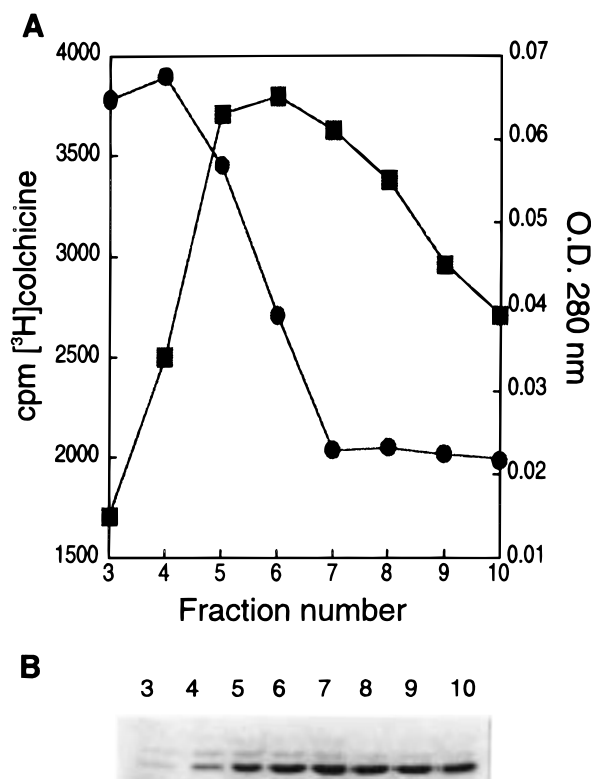 A
4000
3500
3000
2500
2000
1500
cpm [³H]colchicine
0.07
0.06
0.05
0.04
0.03
0.02
0.01
O.D. 280 nm
3 4 5 6 7 8 9 10
Fraction number
B
3 4 5 6 7 8 9 10